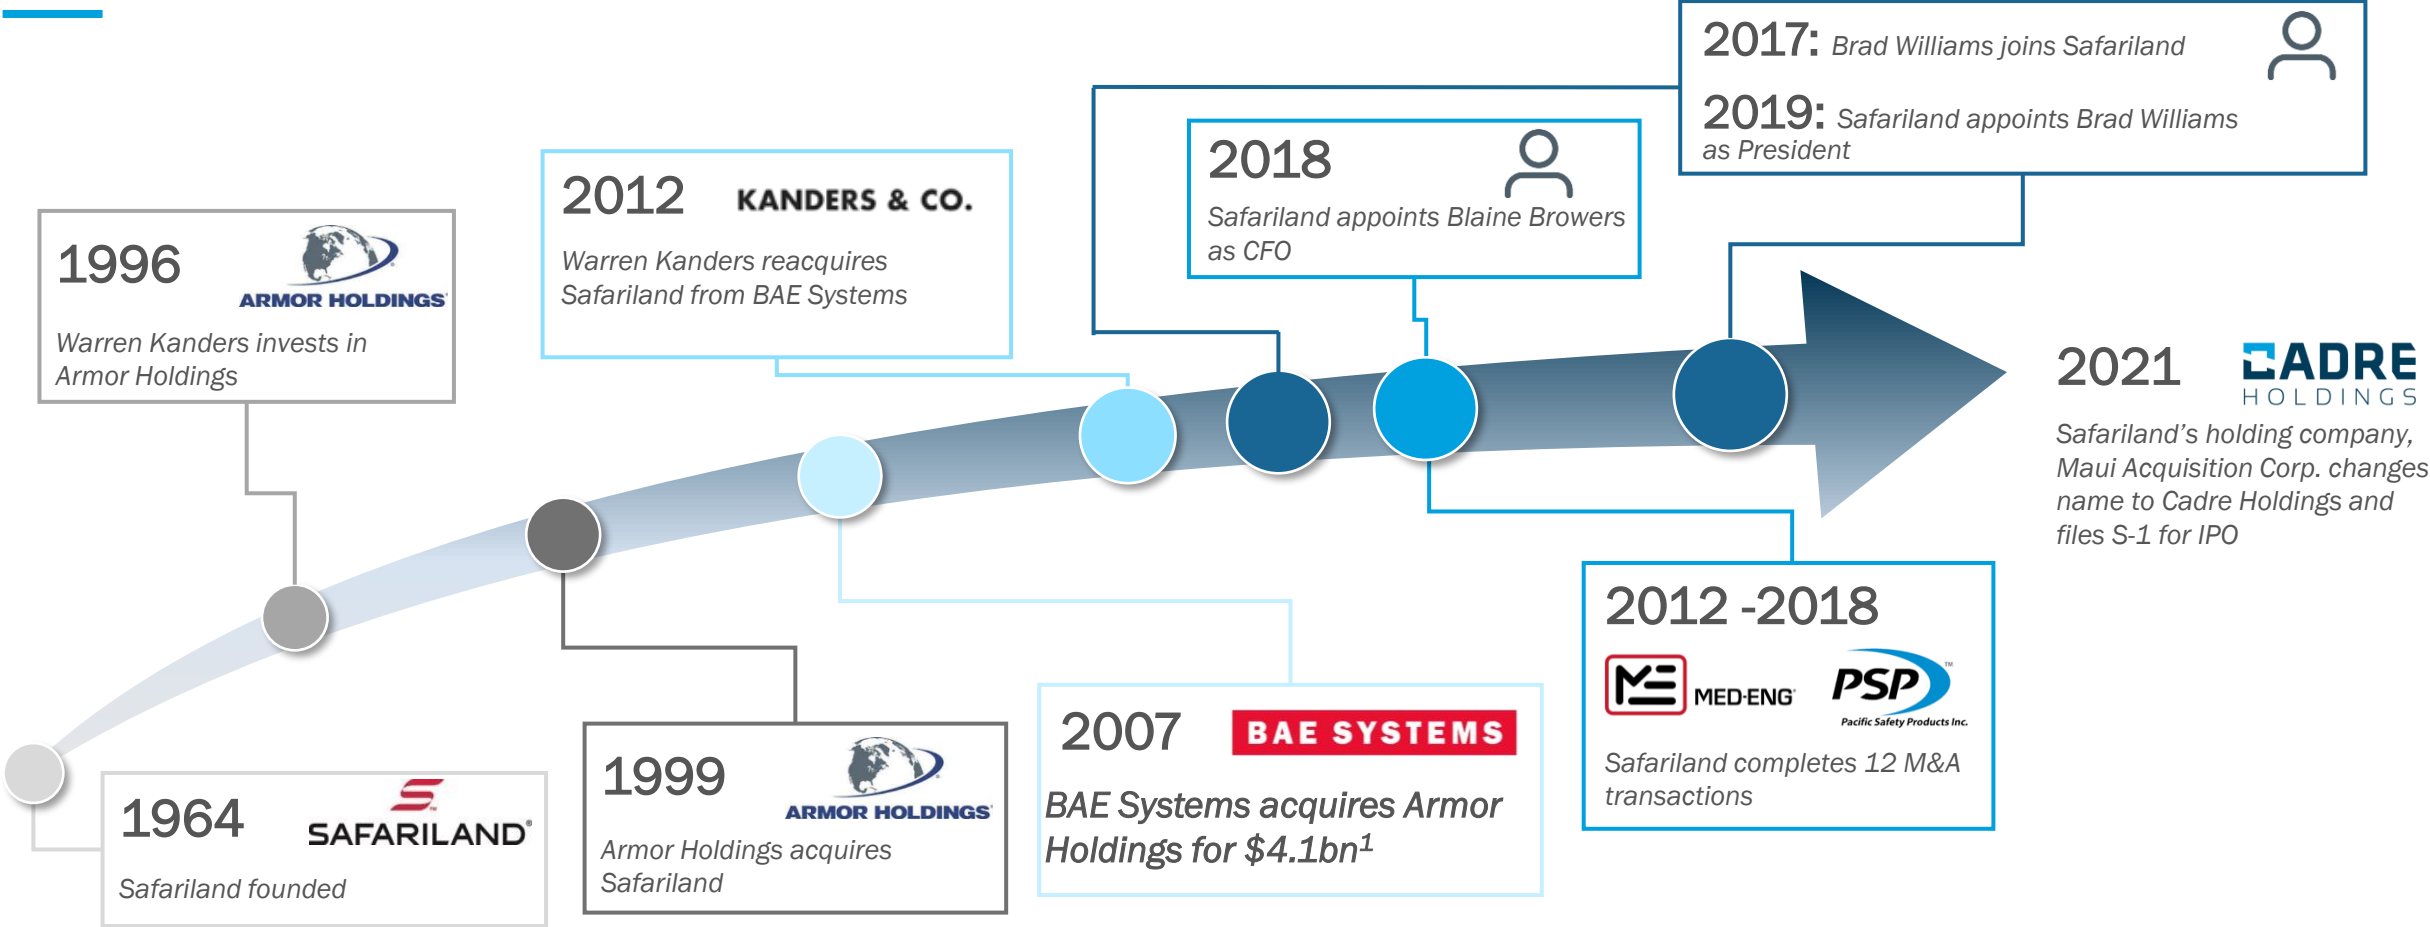 1964
SAFARILAND®
Safariland founded
1996
ARMOR HOLDINGS
Warren Kanders invests in
Armor Holdings
1999
ARMOR HOLDINGS
Armor Holdings acquires
Safariland
2007
BAE SYSTEMS
BAE Systems acquires Armor
Holdings for $4.1bn¹
2012
KANDERS & CO.
Warren Kanders reacquires
Safariland from BAE Systems
2017: Brad Williams joins Safariland
2019: Safariland appoints Brad Williams
as President
2018
Safariland appoints Blaine Browers
as CFO
2012 -2018
MED-ENG
PSP™
Pacific Safety Products Inc.
Safariland completes 12 M&A
transactions
2021
CADRE
HOLDINGS
Safariland’s holding company,
Maui Acquisition Corp. changes
name to Cadre Holdings and
files S-1 for IPO